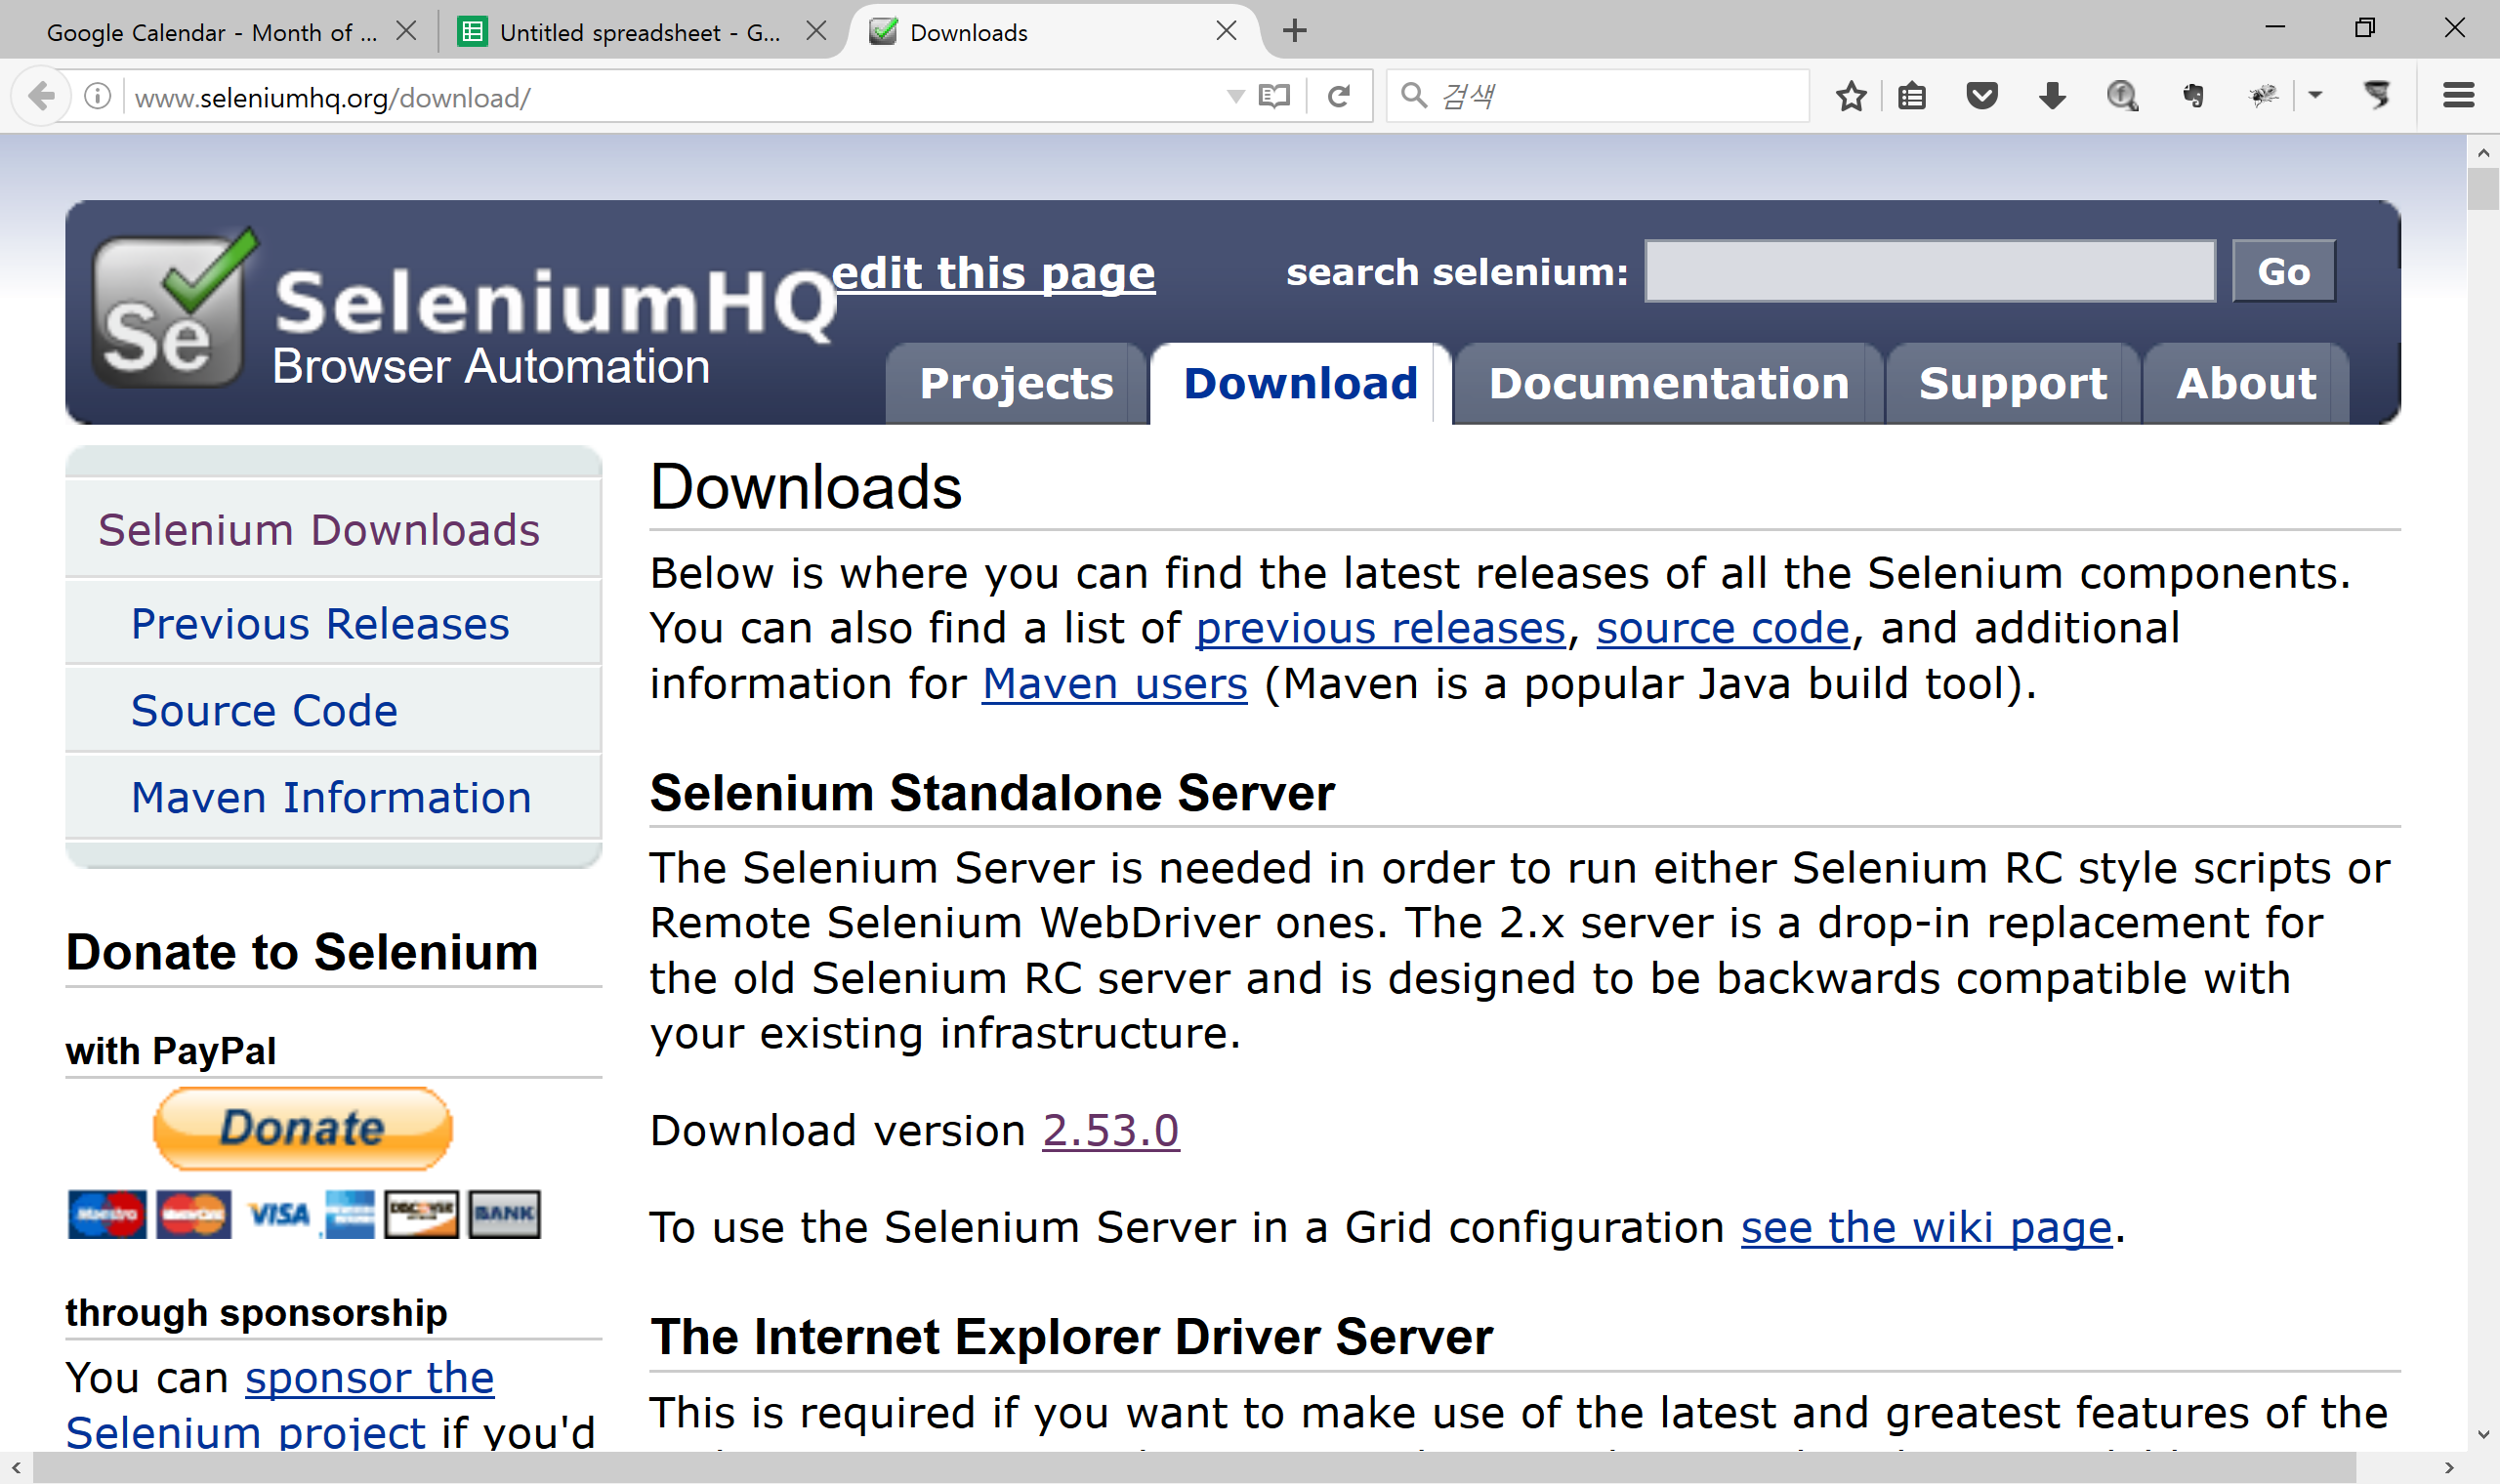 Google Calendar - Month of ...
Untitled spreadsheet - G...
Downloads
www.seleniumhq.org/download/
검색
Se
SeleniumHQ
Browser Automation
edit this page
search selenium:
Go
Projects
Download
Documentation
Support
About
Selenium Downloads
Previous Releases
Source Code
Maven Information
Donate to Selenium
with PayPal
Donate
Maestro
MasterCard
VISA
DISCOVER
BANK
through sponsorship
You can sponsor the
Selenium project if you'd
Downloads
Below is where you can find the latest releases of all the Selenium components.
You can also find a list of previous releases, source code, and additional
information for Maven users (Maven is a popular Java build tool).
Selenium Standalone Server
The Selenium Server is needed in order to run either Selenium RC style scripts or
Remote Selenium WebDriver ones. The 2.x server is a drop-in replacement for
the old Selenium RC server and is designed to be backwards compatible with
your existing infrastructure.
Download version 2.53.0
To use the Selenium Server in a Grid configuration see the wiki page.
The Internet Explorer Driver Server
This is required if you want to make use of the latest and greatest features of the